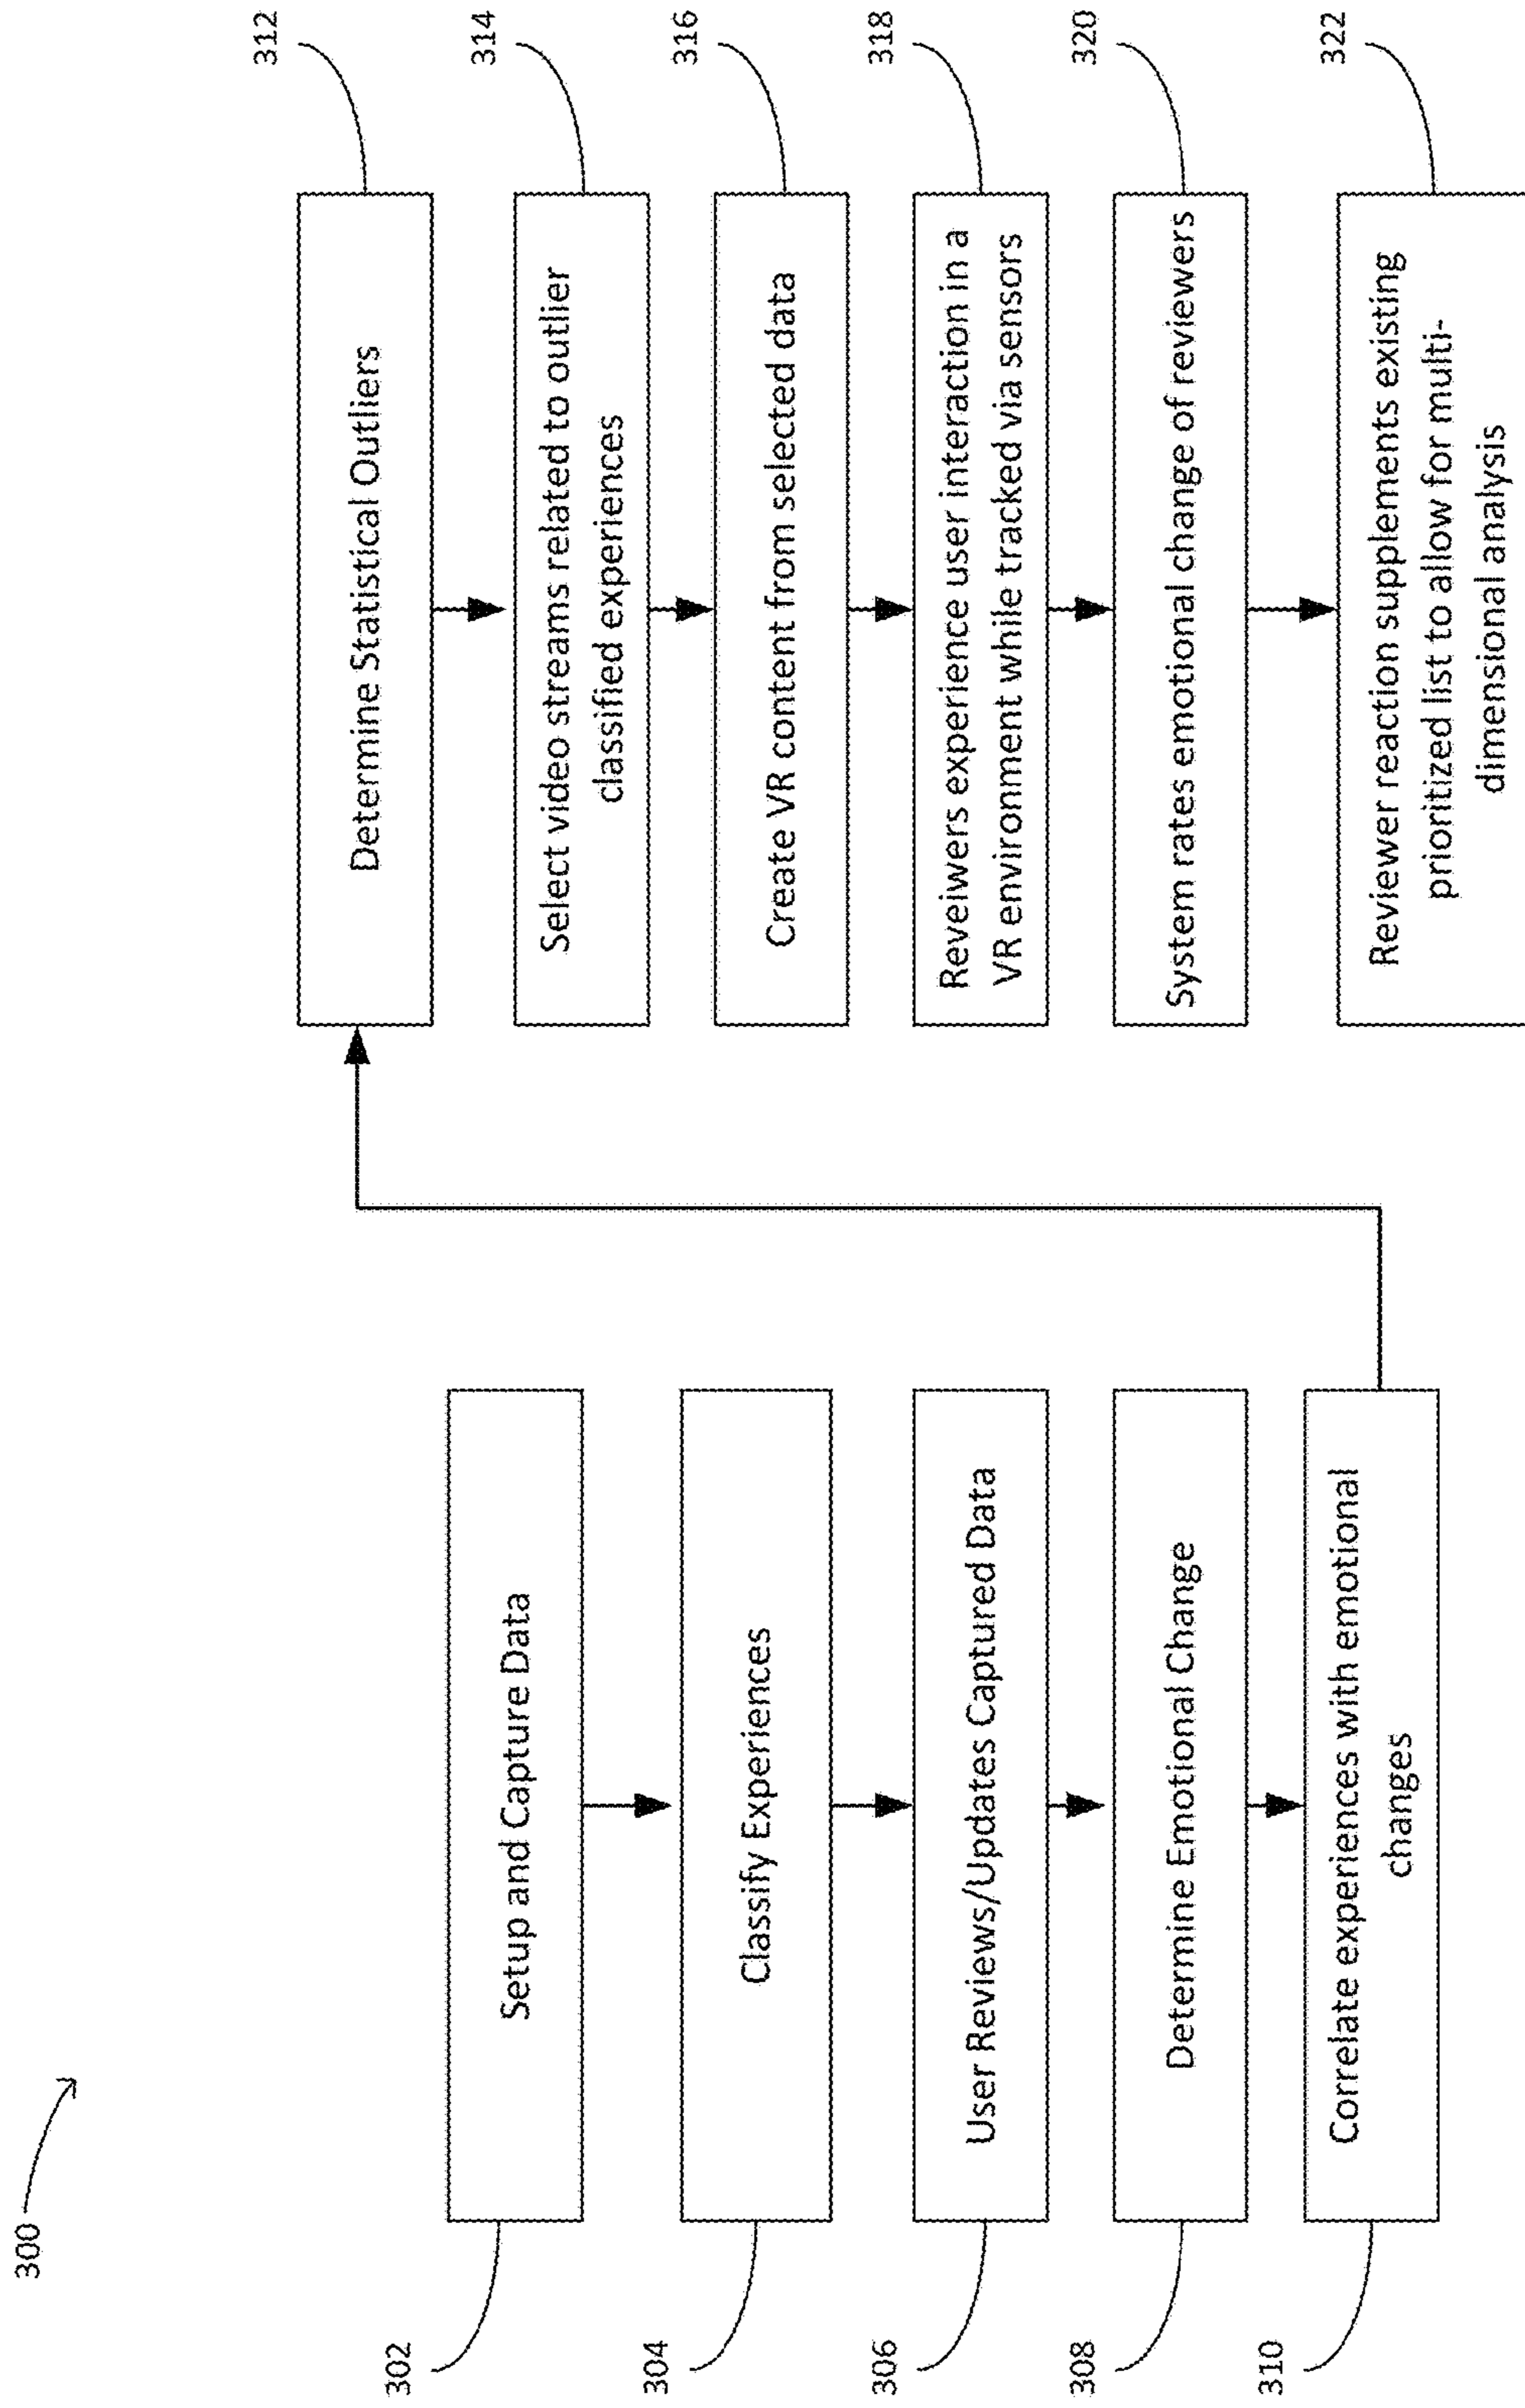 300
302
Setup and Capture Data
304
Classify Experiences
306
User Reviews/Updates Captured Data
308
Determine Emotional Change
310
Correlate experiences with emotional
changes
312
Determine Statistical Outliers
314
Select video streams related to outlier
classified experiences
316
Create VR content from selected data
318
Reveiwers experience user interaction in a
VR environment while tracked via sensors
320
System rates emotional change of reviewers
322
Reviewer reaction supplements existing
prioritized list to allow for multi-
dimensional analysis